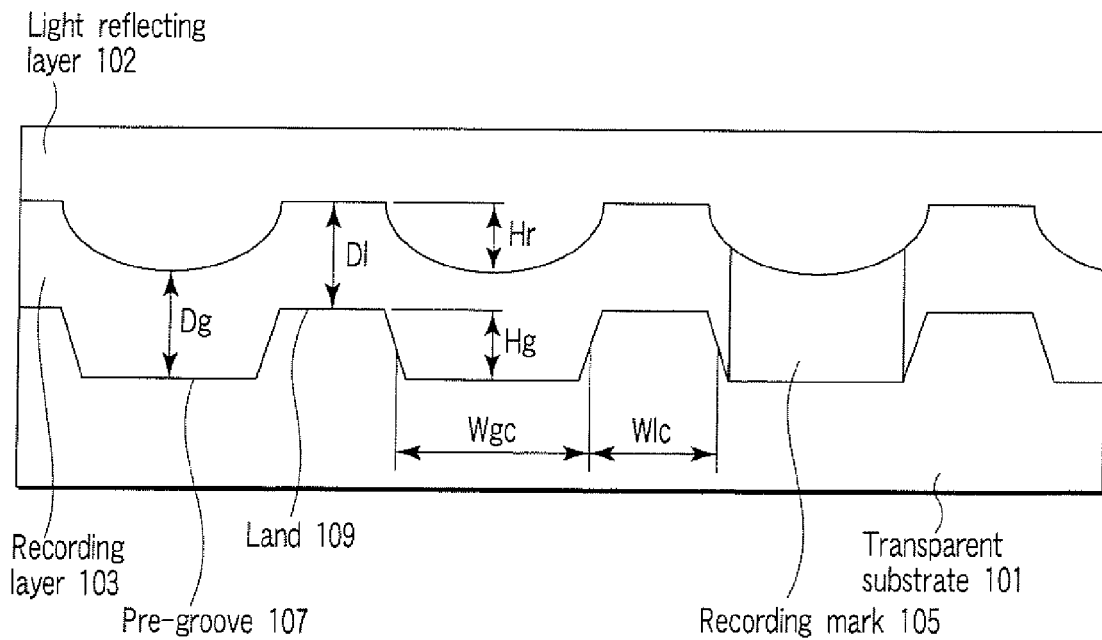 Light reflecting
layer 102
Hr
Dl
Dg
Hg
Wgc
Wlc
Recording
layer 103
Land 109
Transparent
substrate 101
Pre-groove 107
Recording mark 105